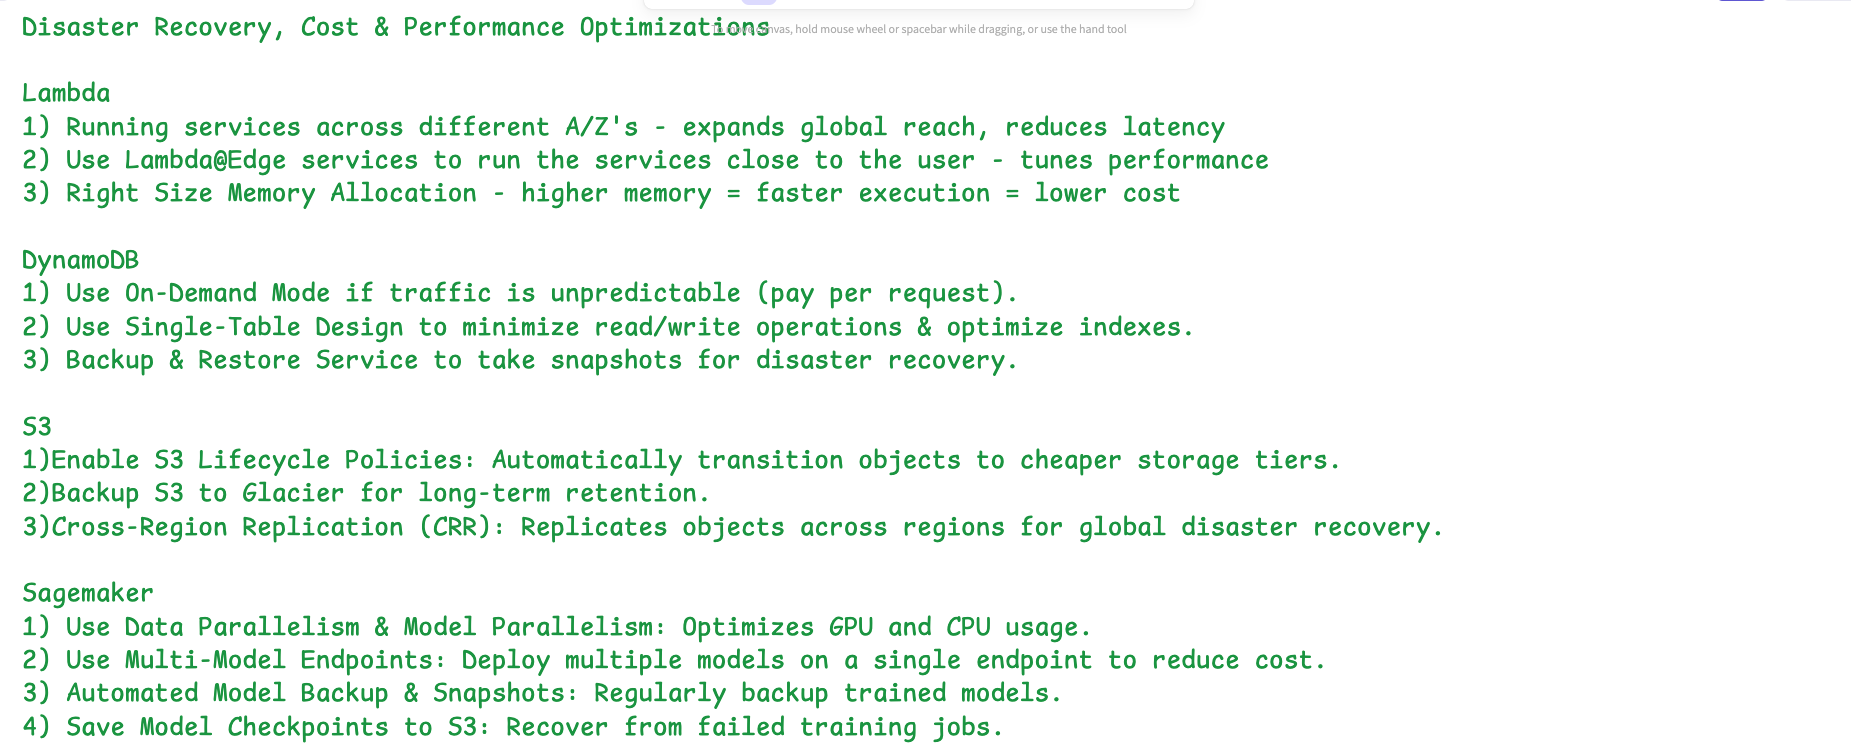 Disaster Recovery, Cost & Performance Optimizations
To move canvas, hold mouse wheel or spacebar while dragging, or use the hand tool
Lambda
1) Running services across different A/Z's - expands global reach, reduces latency
2) Use Lambda@Edge services to run the services close to the user - tunes performance
3) Right Size Memory Allocation - higher memory = faster execution = lower cost
DynamoDB
1) Use On-Demand Mode if traffic is unpredictable (pay per request).
2) Use Single-Table Design to minimize read/write operations & optimize indexes.
3) Backup & Restore Service to take snapshots for disaster recovery.
S3
1)Enable S3 Lifecycle Policies: Automatically transition objects to cheaper storage tiers.
2)Backup S3 to Glacier for long-term retention.
3)Cross-Region Replication (CRR): Replicates objects across regions for global disaster recovery.
Sagemaker
1) Use Data Parallelism & Model Parallelism: Optimizes GPU and CPU usage.
2) Use Multi-Model Endpoints: Deploy multiple models on a single endpoint to reduce cost.
3) Automated Model Backup & Snapshots: Regularly backup trained models.
4) Save Model Checkpoints to S3: Recover from failed training jobs.